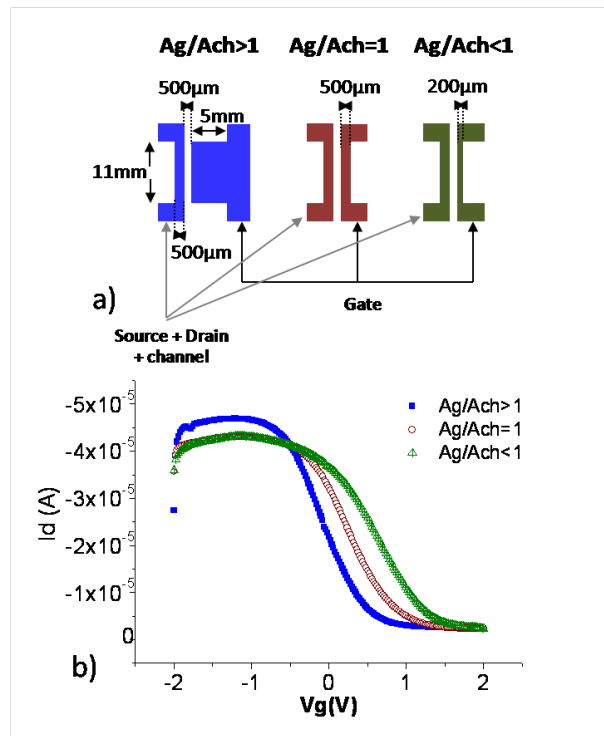 Ag/Ach>1 Ag/Ach=1 Ag/Ach<1
500µm 500µm 200µm
5mm
11mm
500µm
a)
Gate
Source + Drain
+ channel
-5x10⁻⁵
-4x10⁻⁵
-3x10⁻⁵
-2x10⁻⁵
-1x10⁻⁵
0
Id (A)
Ag/Ach>1
Ag/Ach=1
Ag/Ach<1
b)
-2 -1 0 1 2
Vg(V)